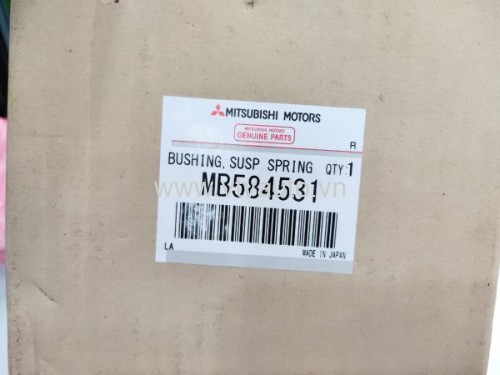 MITSUBISHI MOTORS
MITSUBISHI MOTORS
GENUINE PARTS
R
BUSHING, SUSP SPRING QTY:1
MB584531
LA
MADE IN JAPAN